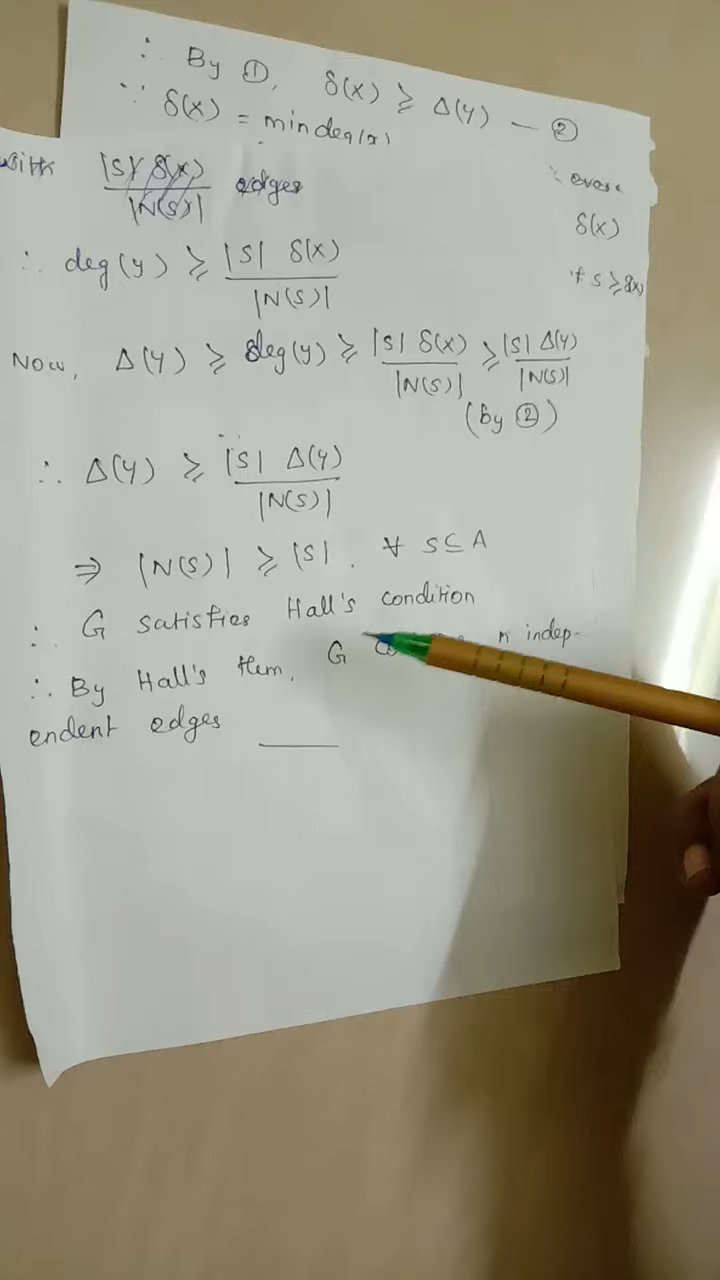 ∴ By ①, δ(x) ⩾ Δ(y) — ②
∵ δ(x) = min deg(x)
with |S| δ(x) / |N(S)| edges
δ(x)
∴ deg(y) ⩾ |S| δ(x) / |N(S)|
if S ⩾ δ(x)
Now, Δ(y) ⩾ deg(y) ⩾ |S| δ(x) / |N(S)| ⩾ |S| Δ(y) / |N(S)|
(by ②)
∴ Δ(y) ⩾ |S| Δ(y) / |N(S)|
⇒ |N(S)| ⩾ |S|. ∀ S⊆A
∴ G satisfies Hall's condition
∴ By Hall's thm, G n indep-
endent edges